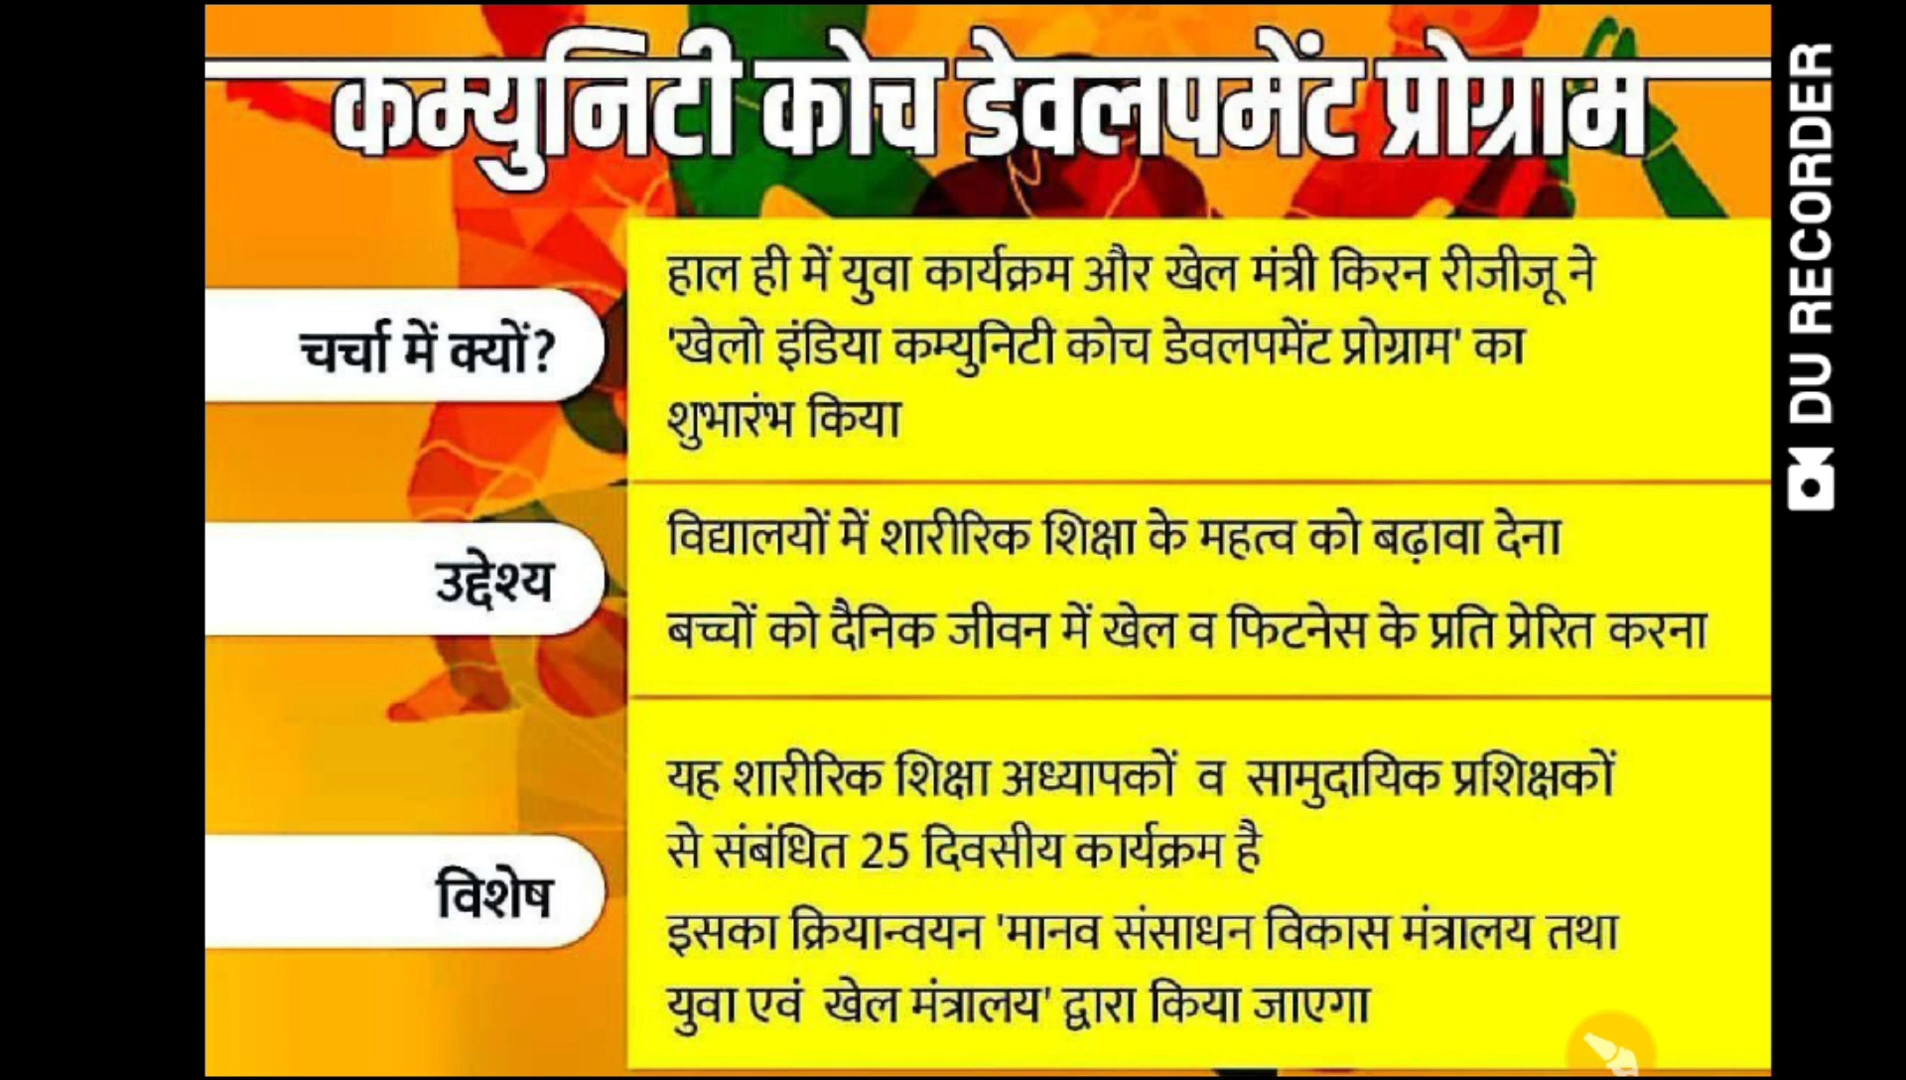 कम्युनिटी कोच डेवलपमेंट प्रोग्राम
चर्चा में क्यों?
हाल ही में युवा कार्यक्रम और खेल मंत्री किरन रीजीजू ने
'खेलो इंडिया कम्युनिटी कोच डेवलपमेंट प्रोग्राम' का
शुभारंभ किया
उद्देश्य
विद्यालयों में शारीरिक शिक्षा के महत्व को बढ़ावा देना
बच्चों को दैनिक जीवन में खेल व फिटनेस के प्रति प्रेरित करना
विशेष
यह शारीरिक शिक्षा अध्यापकों व सामुदायिक प्रशिक्षकों
से संबंधित 25 दिवसीय कार्यक्रम है
इसका क्रियान्वयन 'मानव संसाधन विकास मंत्रालय तथा
युवा एवं खेल मंत्रालय' द्वारा किया जाएगा
DU RECORDER